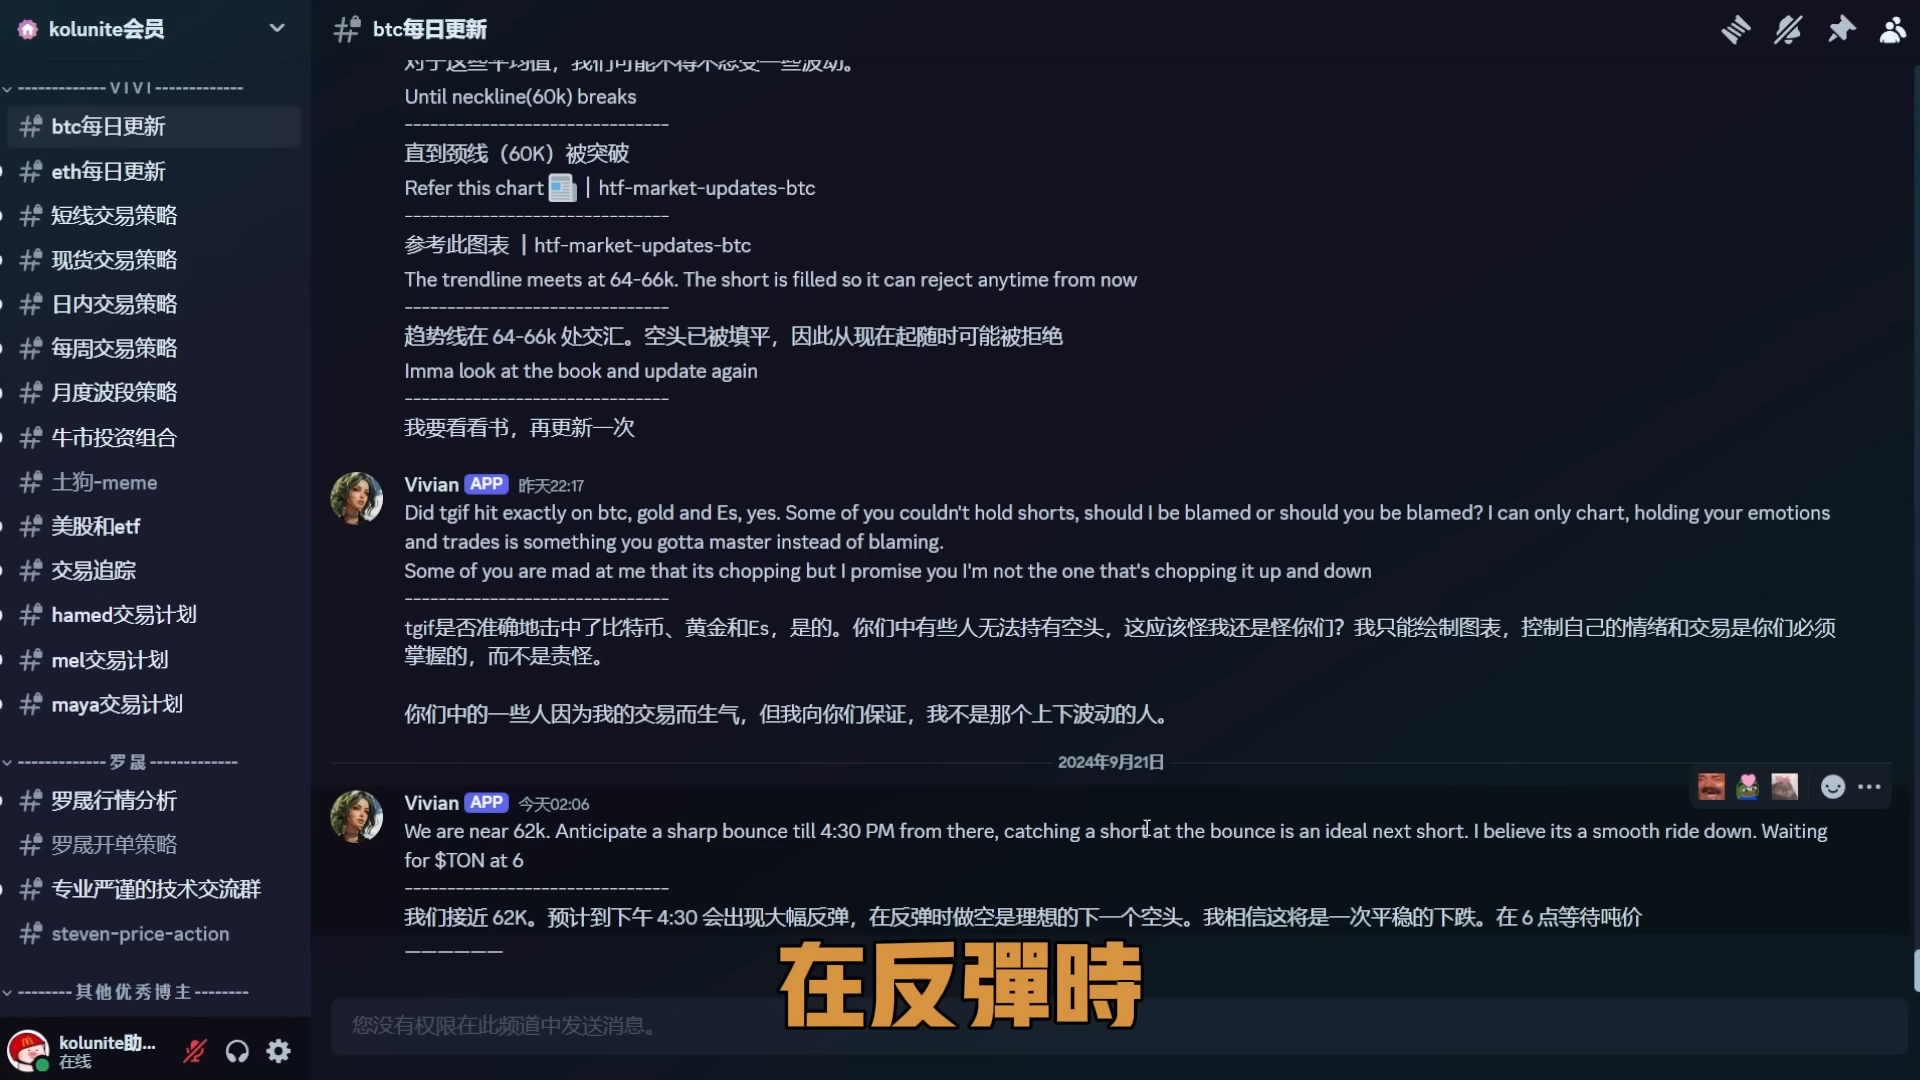 kolunite会员
btc每日更新
------------- V I V I -------------
btc每日更新
eth每日更新
短线交易策略
现货交易策略
日内交易策略
每周交易策略
月度波段策略
牛市投资组合
土狗-meme
美股和etf
交易追踪
hamed交易计划
mel交易计划
maya交易计划
------------- 罗 晟 -------------
罗晟行情分析
罗晟开单策略
专业严谨的技术交流群
steven-price-action
-------- 其 他 优 秀 博 主 --------
kolunite助...
在线
对于这些平均值，我们可能不得不忍受一些波动。
Until neckline(60k) breaks
------------------------------
直到颈线（60K）被突破
Refer this chart | htf-market-updates-btc
------------------------------
参考此图表 | htf-market-updates-btc
The trendline meets at 64-66k. The short is filled so it can reject anytime from now
------------------------------
趋势线在 64-66k 处交汇。空头已被填平，因此从现在起随时可能被拒绝
Imma look at the book and update again
------------------------------
我要看看书，再更新一次
Vivian APP 昨天22:17
Did tgif hit exactly on btc, gold and Es, yes. Some of you couldn't hold shorts, should I be blamed or should you be blamed? I can only chart, holding your emotions
and trades is something you gotta master instead of blaming.
Some of you are mad at me that its chopping but I promise you I'm not the one that's chopping it up and down
------------------------------
tgif是否准确地击中了比特币、黄金和Es，是的。你们中有些人无法持有空头，这应该怪我还是怪你们？我只能绘制图表，控制自己的情绪和交易是你们必须
掌握的，而不是责怪。
你们中的一些人因为我的交易而生气，但我向你们保证，我不是那个上下波动的人。
2024年9月21日
Vivian APP 今天02:06
We are near 62k. Anticipate a sharp bounce till 4:30 PM from there, catching a short at the bounce is an ideal next short. I believe its a smooth ride down. Waiting
for $TON at 6
------------------------------
我们接近 62K。预计到下午 4:30 会出现大幅反弹，在反弹时做空是理想的下一个空头。我相信这将是一次平稳的下跌。在 6 点等待吨价
——————
在反彈時
您没有权限在此频道中发送消息。